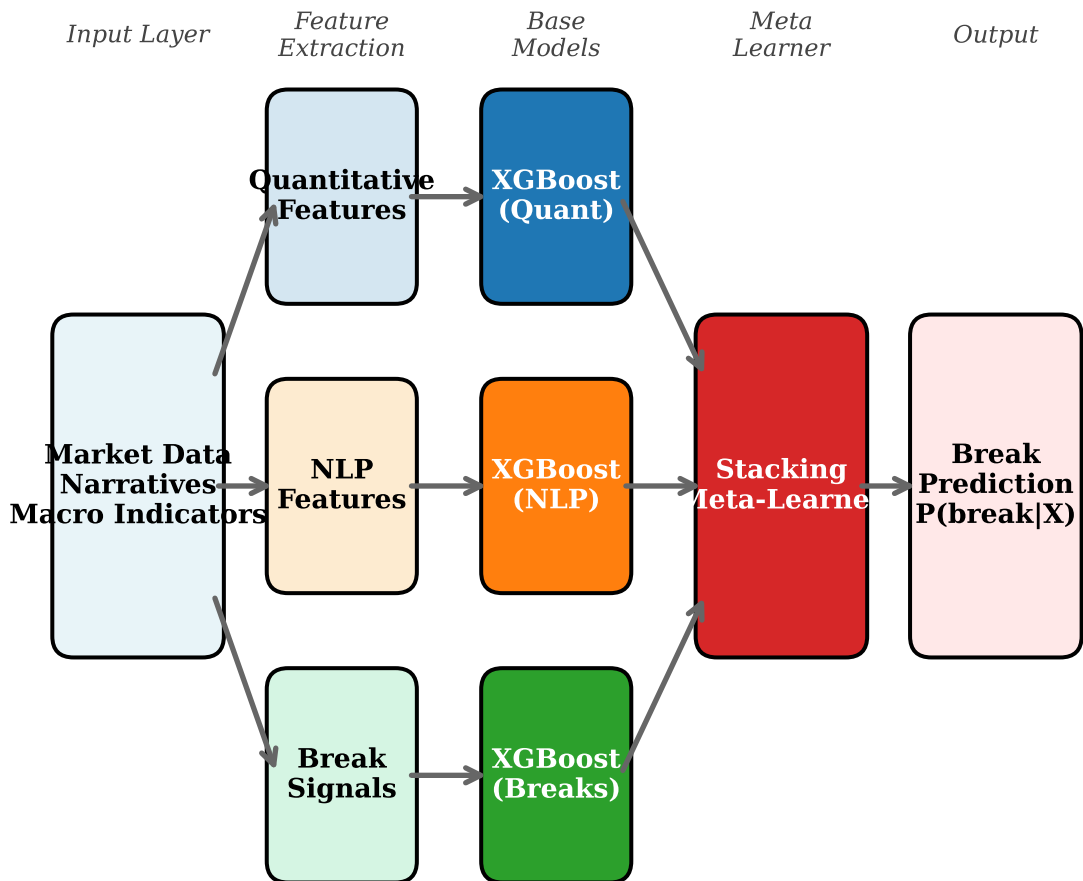 Input Layer
Feature
Extraction
Base
Models
Meta
Learner
Output
Quantitative
Features
XGBoost
(Quant)
Market Data
Narratives
Macro Indicators
NLP
Features
XGBoost
(NLP)
Stacking
Meta-Learner
Break
Prediction
P(break|X)
Break
Signals
XGBoost
(Breaks)